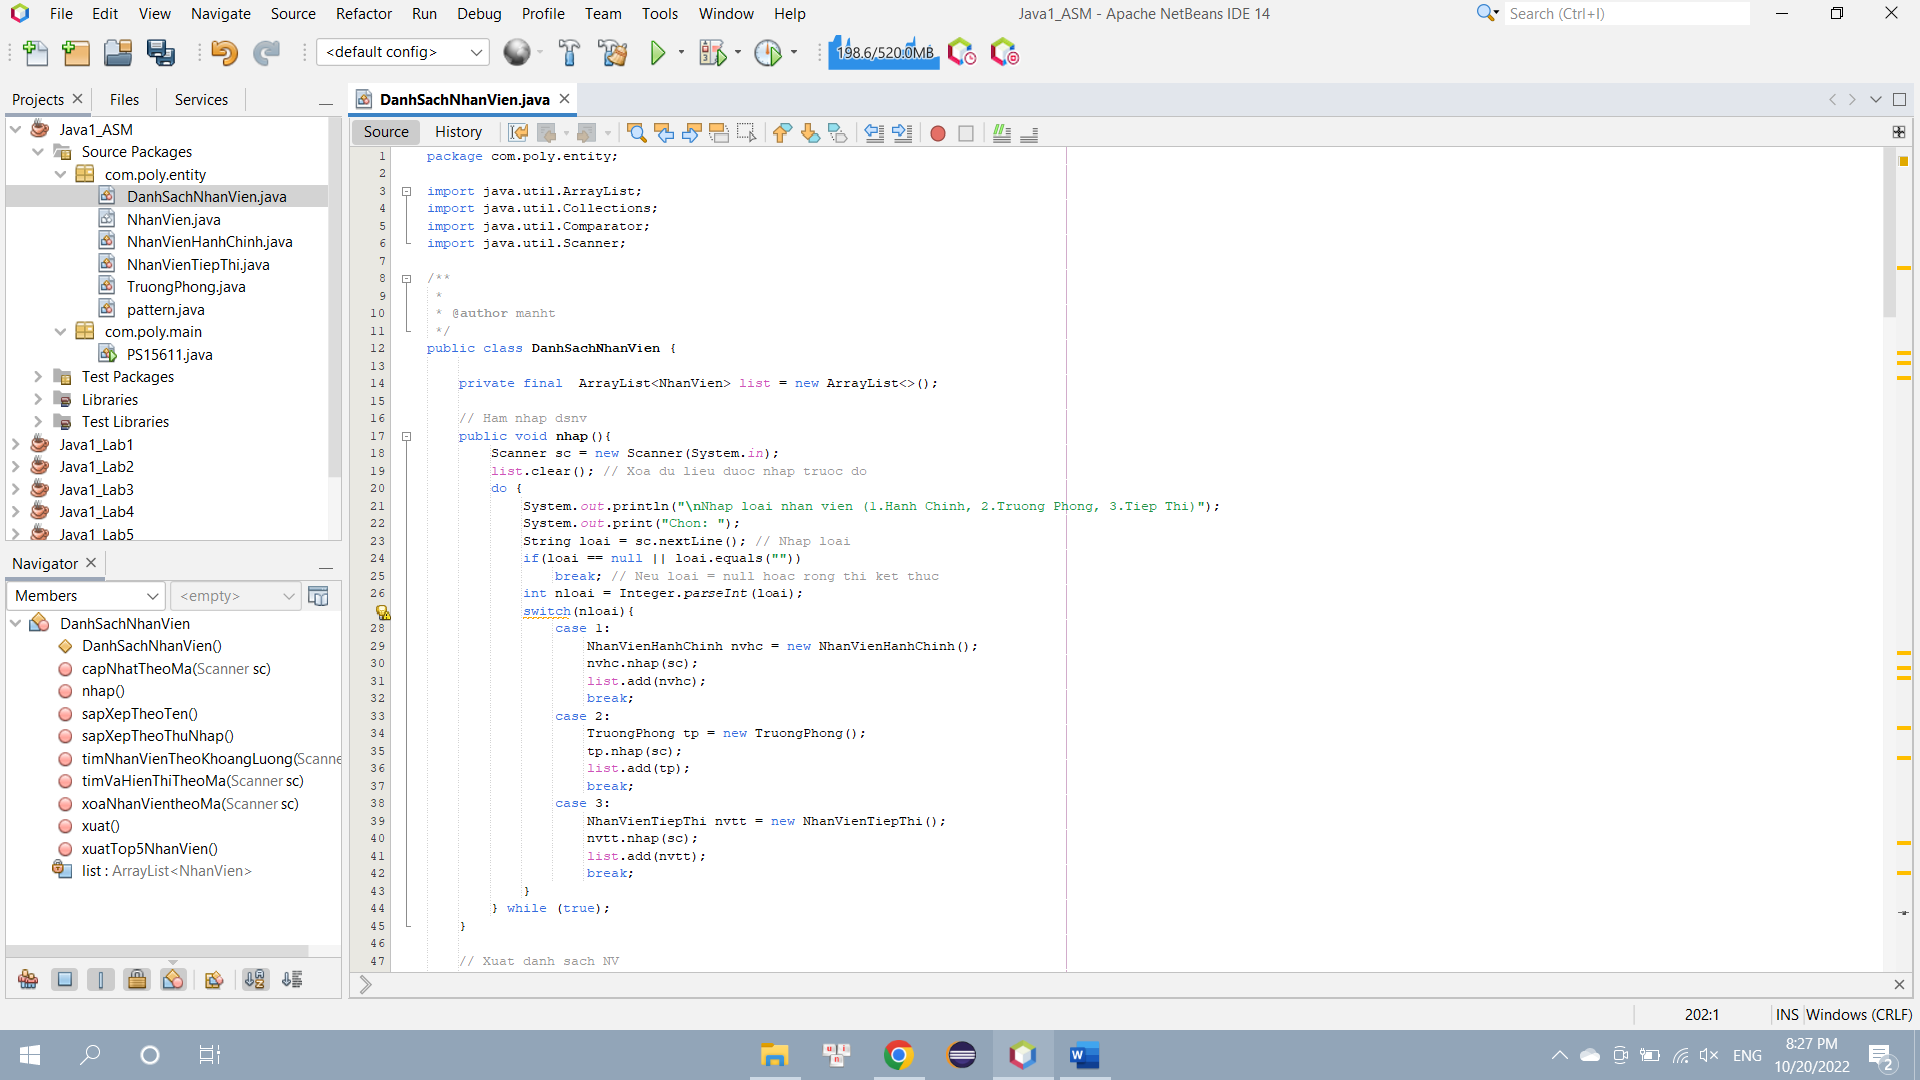 File Edit View Navigate Source Refactor Run Debug Profile Team Tools Window Help
Java1_ASM - Apache NetBeans IDE 14
Search (Ctrl+I)
<default config>
198.6/520.0MB
Projects Files Services
Java1_ASM
Source Packages
com.poly.entity
DanhSachNhanVien.java
NhanVien.java
NhanVienHanhChinh.java
NhanVienTiepThi.java
TruongPhong.java
pattern.java
com.poly.main
PS15611.java
Test Packages
Libraries
Test Libraries
Java1_Lab1
Java1_Lab2
Java1_Lab3
Java1_Lab4
Java1_Lab5
Navigator
Members
<empty>
DanhSachNhanVien
DanhSachNhanVien()
capNhatTheoMa(Scanner sc)
nhap()
sapXepTheoTen()
sapXepTheoThuNhap()
timNhanVienTheoKhoangLuong(Scanne
timVaHienThiTheoMa(Scanner sc)
xoaNhanVientheoMa(Scanner sc)
xuat()
xuatTop5NhanVien()
list : ArrayList<NhanVien>
DanhSachNhanVien.java
Source History
1 package com.poly.entity;
2
3 import java.util.ArrayList;
4 import java.util.Collections;
5 import java.util.Comparator;
6 import java.util.Scanner;
7
8 /**
9 *
10 * @author manht
11 */
12 public class DanhSachNhanVien {
13
14 private final  ArrayList<NhanVien> list = new ArrayList<>();
15
16 // Ham nhap dsnv
17 public void nhap(){
18 Scanner sc = new Scanner(System.in);
19 list.clear(); // Xoa du lieu duoc nhap truoc do
20 do {
21 System.out.println("\nNhap loai nhan vien (1.Hanh Chinh, 2.Truong Phong, 3.Tiep Thi)");
22 System.out.print("Chon: ");
23 String loai = sc.nextLine(); // Nhap loai
24 if(loai == null || loai.equals(""))
25 break; // Neu loai = null hoac rong thi ket thuc
26 int nloai = Integer.parseInt(loai);
switch(nloai){
28 case 1:
29 NhanVienHanhChinh nvhc = new NhanVienHanhChinh();
30 nvhc.nhap(sc);
31 list.add(nvhc);
32 break;
33 case 2:
34 TruongPhong tp = new TruongPhong();
35 tp.nhap(sc);
36 list.add(tp);
37 break;
38 case 3:
39 NhanVienTiepThi nvtt = new NhanVienTiepThi();
40 nvtt.nhap(sc);
41 list.add(nvtt);
42 break;
43 }
44 } while (true);
45 }
46
47 // Xuat danh sach NV
202:1 INS Windows (CRLF)
ENG
8:27 PM
10/20/2022
2